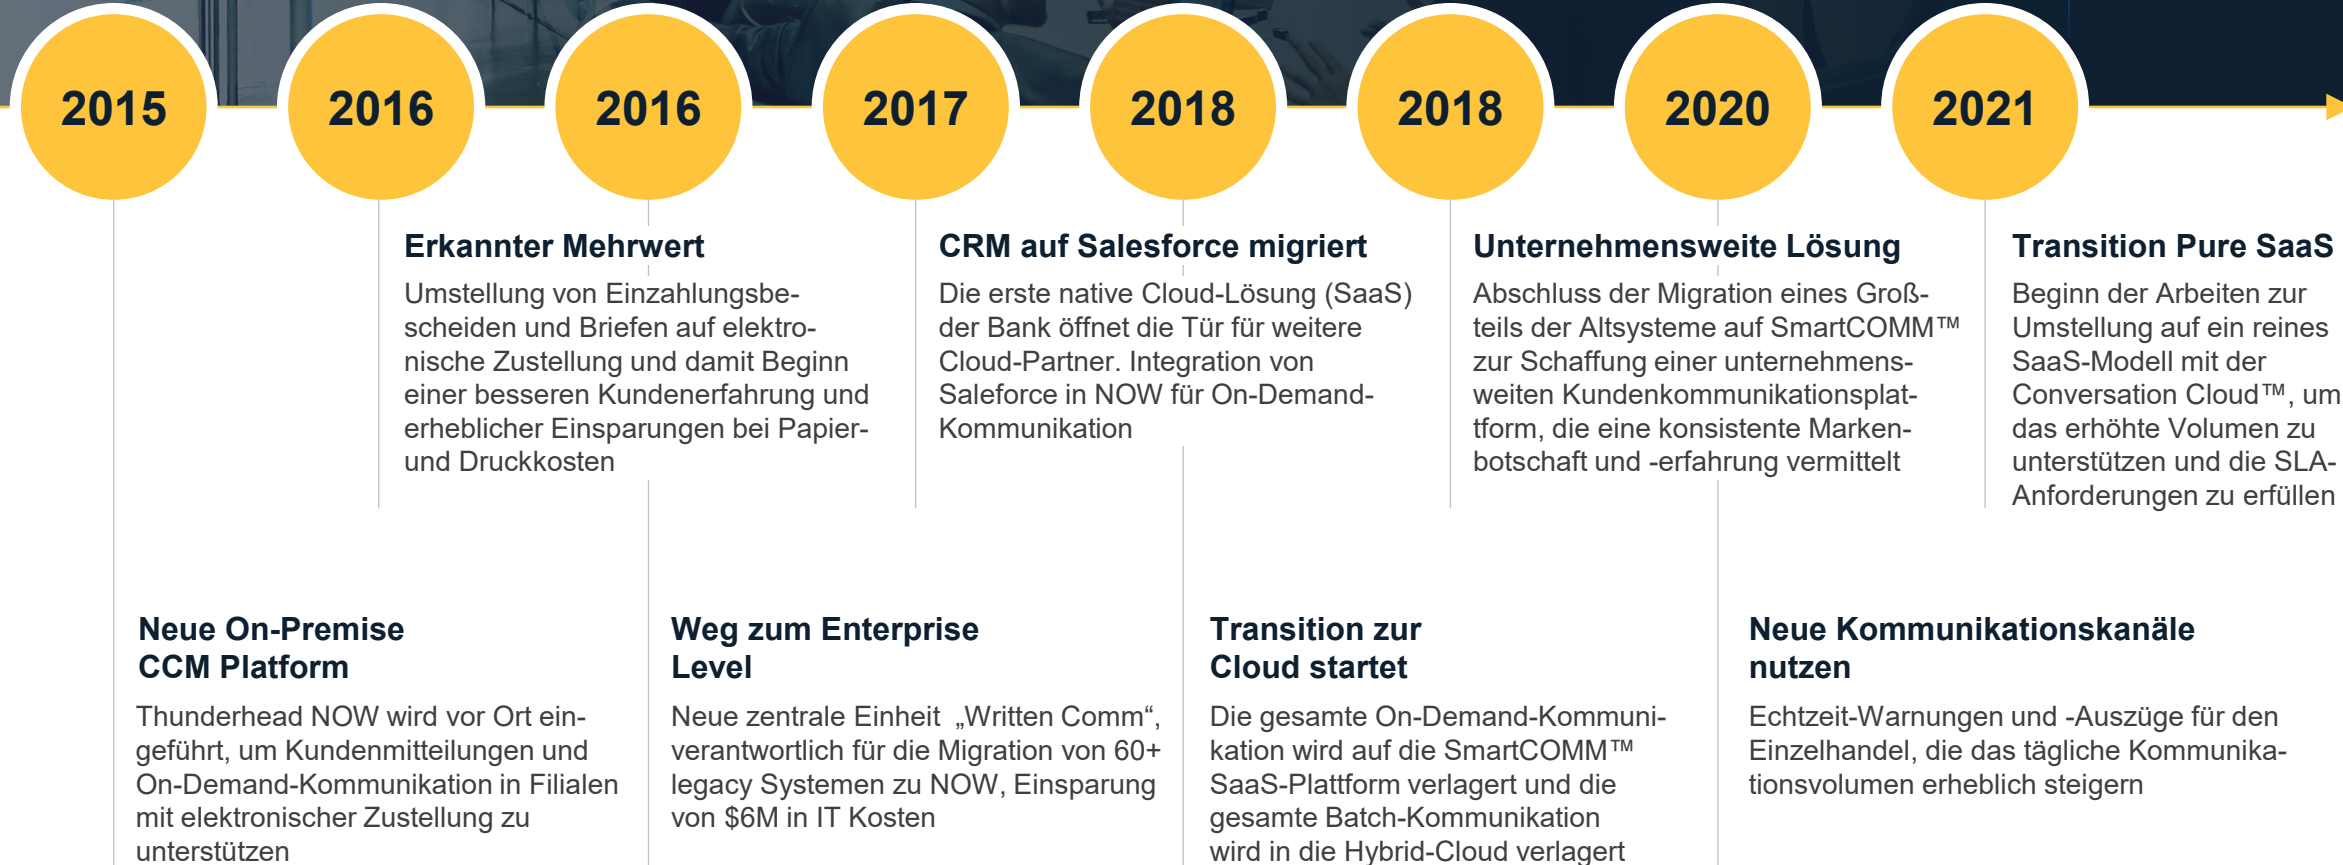 2015
2016
2016
2017
2018
2018
2020
2021
Erkannter Mehrwert
Umstellung von Einzahlungsbe-
scheiden und Briefen auf elektro-
nische Zustellung und damit Beginn
einer besseren Kundenerfahrung und
erheblicher Einsparungen bei Papier-
und Druckkosten
CRM auf Salesforce migriert
Die erste native Cloud-Lösung (SaaS)
der Bank öffnet die Tür für weitere
Cloud-Partner. Integration von
Saleforce in NOW für On-Demand-
Kommunikation
Unternehmensweite Lösung
Abschluss der Migration eines Groß-
teils der Altsysteme auf SmartCOMM™
zur Schaffung einer unternehmens-
weiten Kundenkommunikationsplat-
tform, die eine konsistente Marken-
botschaft und -erfahrung vermittelt
Transition Pure SaaS
Beginn der Arbeiten zur
Umstellung auf ein reines
SaaS-Modell mit der
Conversation Cloud™, um
das erhöhte Volumen zu
unterstützen und die SLA-
Anforderungen zu erfüllen
Neue On-Premise
CCM Platform
Thunderhead NOW wird vor Ort ein-
geführt, um Kundenmitteilungen und
On-Demand-Kommunikation in Filialen
mit elektronischer Zustellung zu
unterstützen
Weg zum Enterprise
Level
Neue zentrale Einheit „Written Comm“,
verantwortlich für die Migration von 60+
legacy Systemen zu NOW, Einsparung
von $6M in IT Kosten
Transition zur
Cloud startet
Die gesamte On-Demand-Kommuni-
kation wird auf die SmartCOMM™
SaaS-Plattform verlagert und die
gesamte Batch-Kommunikation
wird in die Hybrid-Cloud verlagert
Neue Kommunikationskanäle
nutzen
Echtzeit-Warnungen und -Auszüge für den
Einzelhandel, die das tägliche Kommunika-
tionsvolumen erheblich steigern